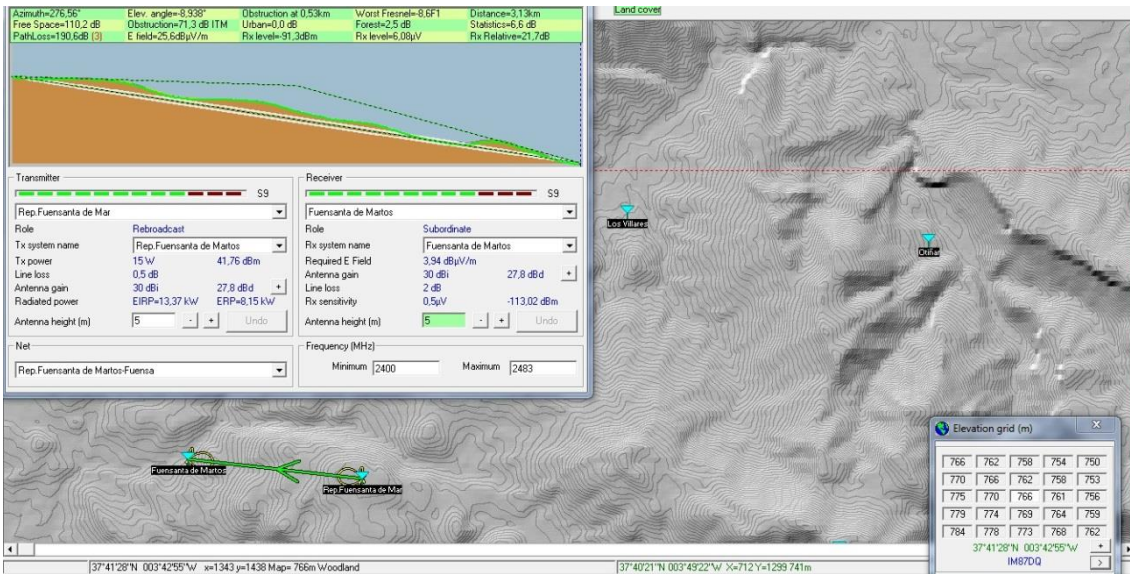 Azimuth=276,56° Elev. angle=-8,938° Obstruction at 0,53km Worst Fresnel=-8,6F1 Distance=3,13km
Free Space=110,2 dB Obstruction=71,3 dB ITM Urban=0,0 dB Forest=2,5 dB Statistics=6,6 dB
PathLoss=190,6dB (3) E field=25,6dBµV/m Rx level=-91,3dBm Rx level=6,08µV Rx Relative=21,7dB
Land cover
Transmitter
S9
Rep.Fuensanta de Mar
Role Rebroadcast
Tx system name Rep.Fuensanta de Martos
Tx power 15 W 41,76 dBm
Line loss 0,5 dB
Antenna gain 30 dBi 27,8 dBd +
Radiated power EIRP=13,37 kW ERP=8,15 kW
Antenna height (m) 5 - + Undo
Receiver
S9
Fuensanta de Martos
Role Subordinate
Rx system name Fuensanta de Martos
Required E Field 3,94 dBµV/m
Antenna gain 30 dBi 27,8 dBd +
Line loss 2 dB
Rx sensitivity 0,5µV -113,02 dBm
Antenna height (m) 5 - + Undo
Net
Rep.Fuensanta de Martos-Fuensa
Frequency (MHz)
Minimum 2400 Maximum 2483
Los Villares
Otiñar
Fuensanta de Martos
Rep.Fuensanta de Mar
Elevation grid (m) X
766 762 758 754 750
770 766 762 758 753
775 770 766 761 756
779 774 769 764 759
784 778 773 768 762
37°41'28"N 003°42'55"W +
IM87DQ >
37°41'28"N 003°42'55"W x=1343 y=1438 Map= 766m Woodland
37°40'21"N 003°49'22"W X=712 Y=1299 741m